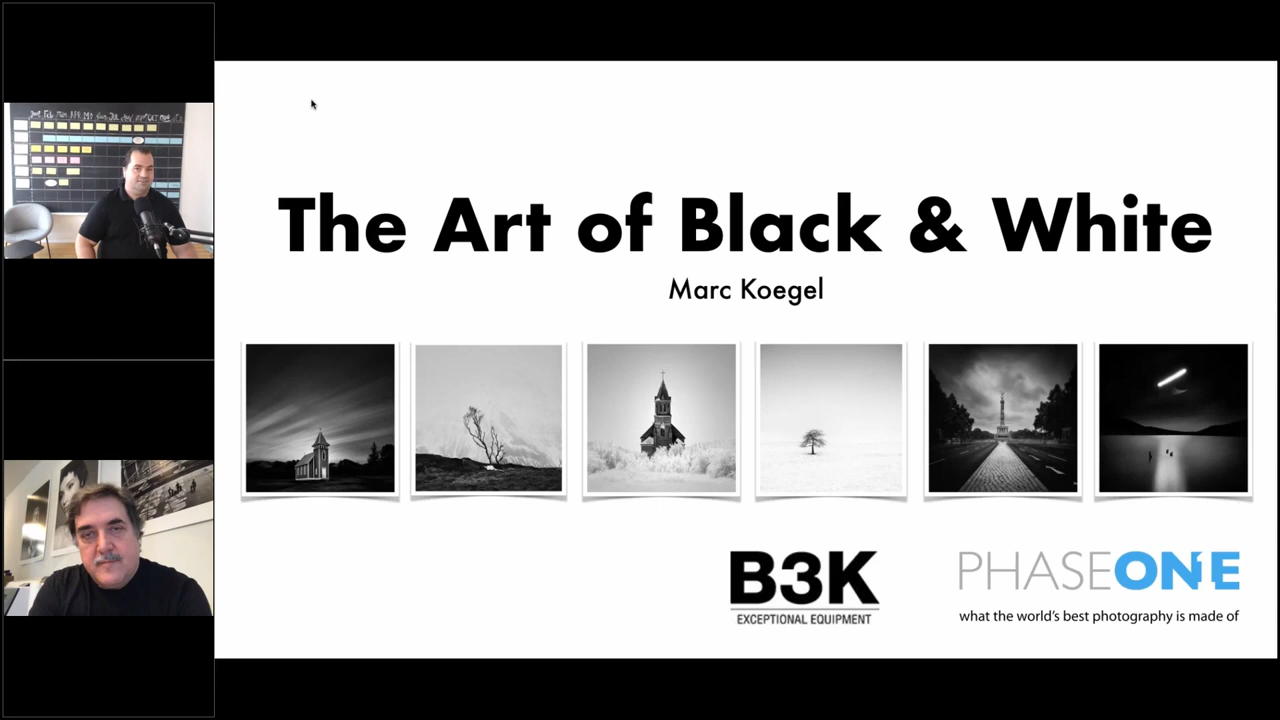 The Art of Black & White
Marc Koegel
B3K
EXCEPTIONAL EQUIPMENT
PHASEONE
what the world's best photography is made of